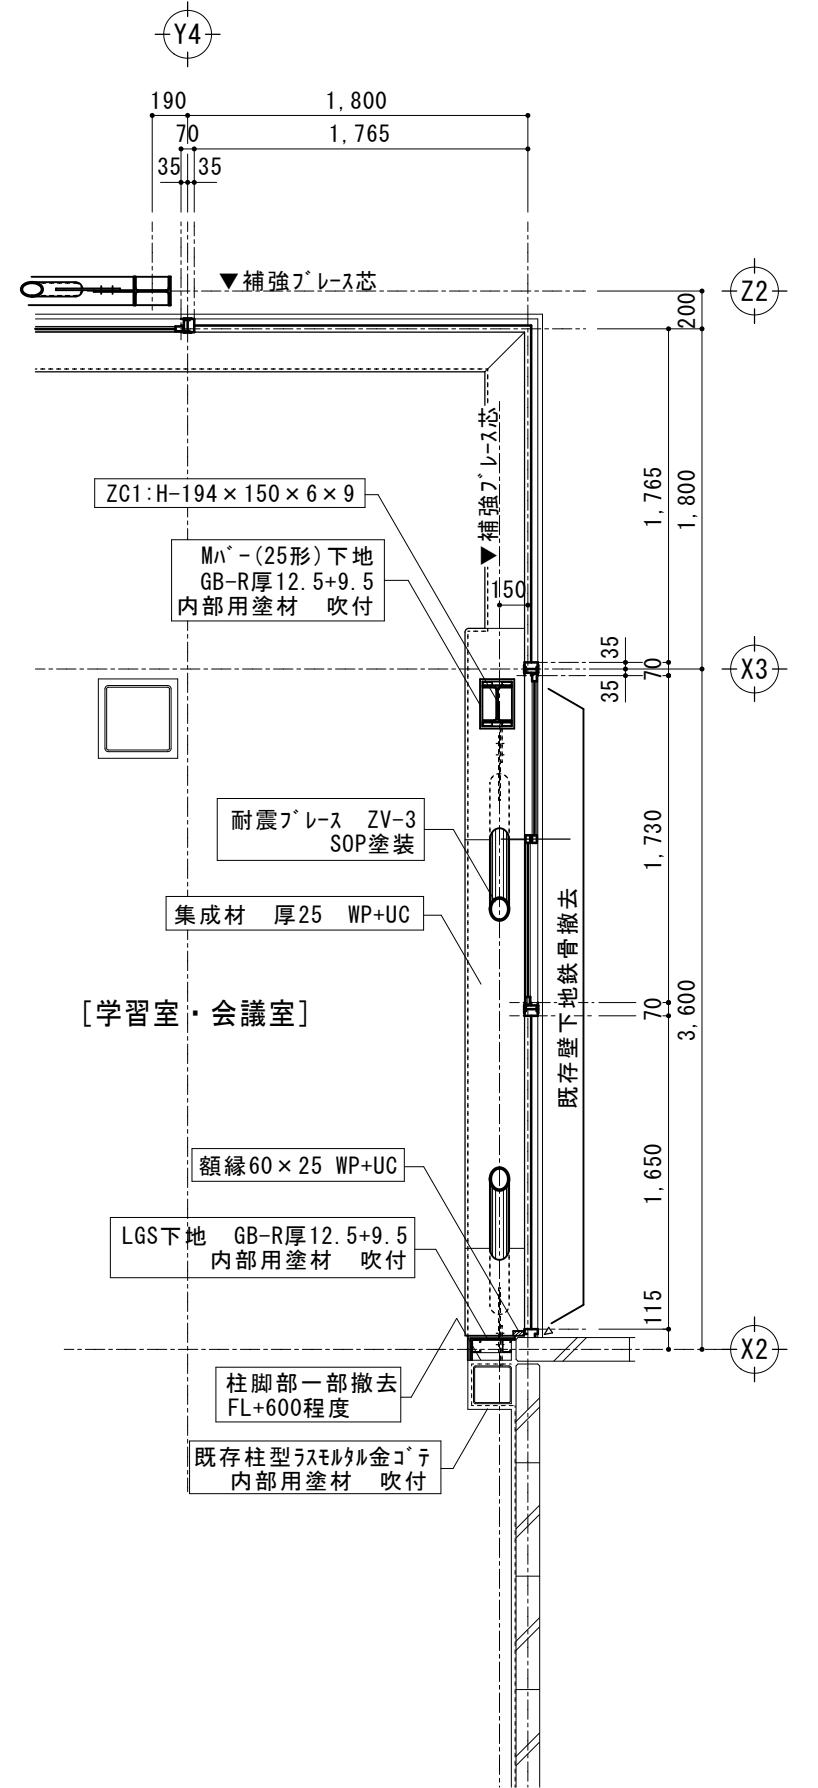 Y4
190
1,800
70
1,765
35
35
▼補強ブレース芯
Z2
200
▼補強ブレース芯
1,765
1,800
ZC1:H-194×150×6×9
Mバー(25形)下地
GB-R厚12.5+9.5
内部用塗材 吹付
150
35
70
35
X3
耐震ブレース ZV-3
SOP塗装
1,730
集成材 厚25 WP+UC
既存壁下地鉄骨撤去
[学習室・会議室]
70
3,600
額縁60×25 WP+UC
1,650
LGS下地 GB-R厚12.5+9.5
内部用塗材 吹付
115
X2
柱脚部一部撤去
FL+600程度
既存柱型ラスモルタル金ゴテ
内部用塗材 吹付